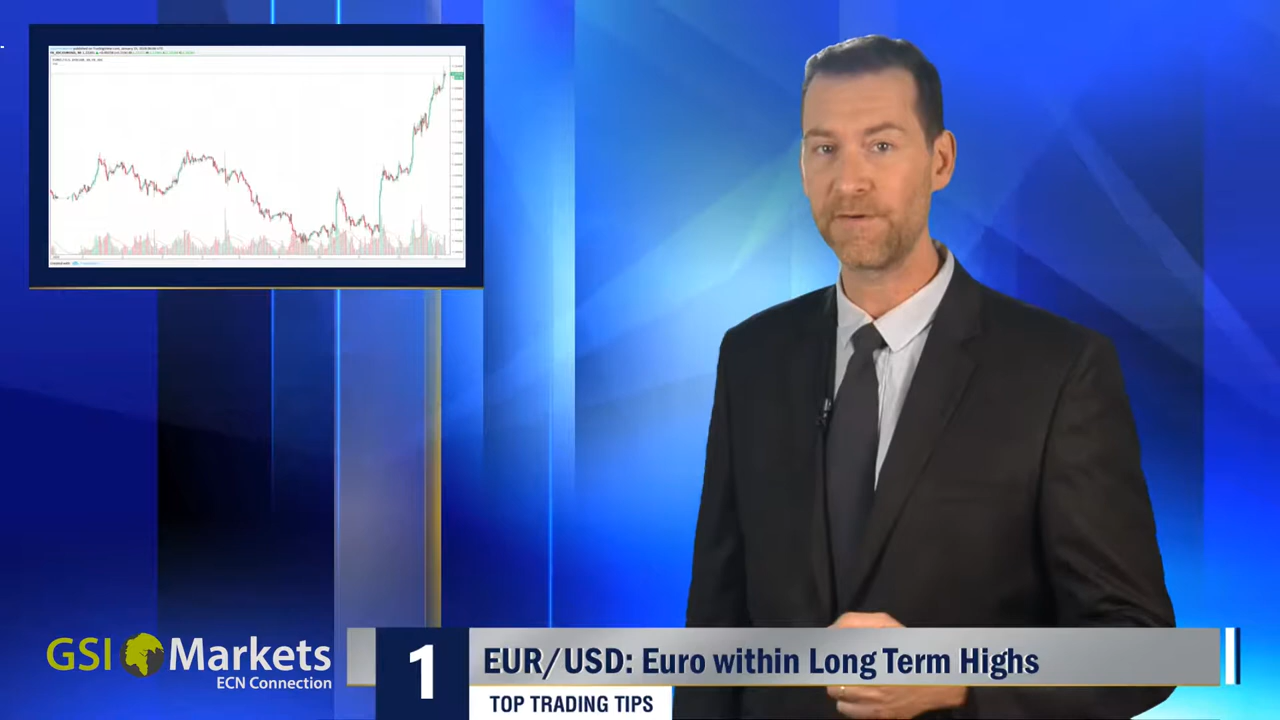 GSI Markets
ECN Connection
1
EUR/USD: Euro within Long Term Highs
TOP TRADING TIPS